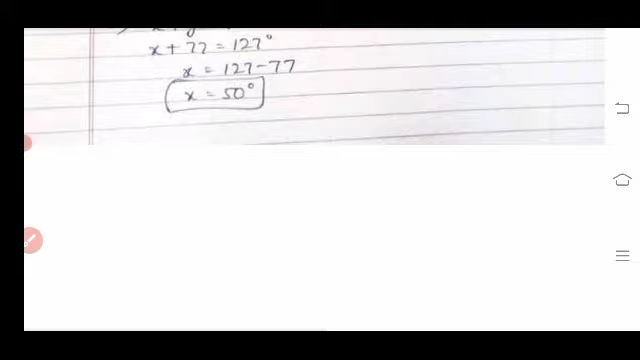 x + 77 = 127°
x = 127 - 77
x = 50°